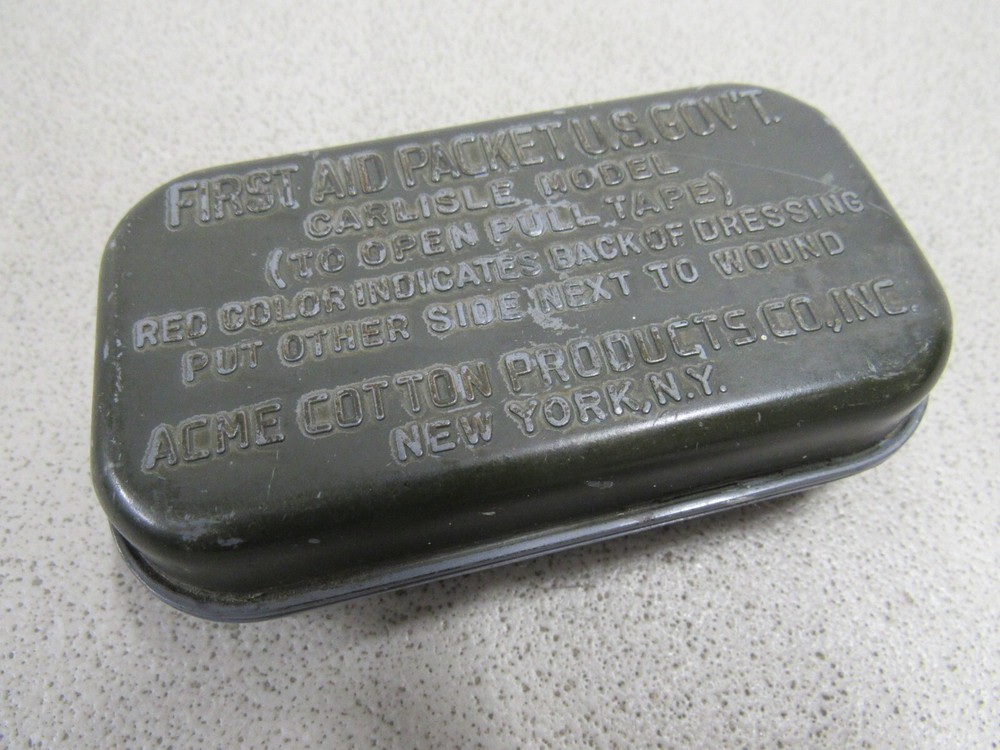 FIRST AID PACKET U.S. GOV'T.
CARLISLE MODEL
(TO OPEN PULL TAPE)
RED COLOR INDICATES BACK OF DRESSING
PUT OTHER SIDE NEXT TO WOUND
ACME COTTON PRODUCTS CO., INC.
NEW YORK, N.Y.